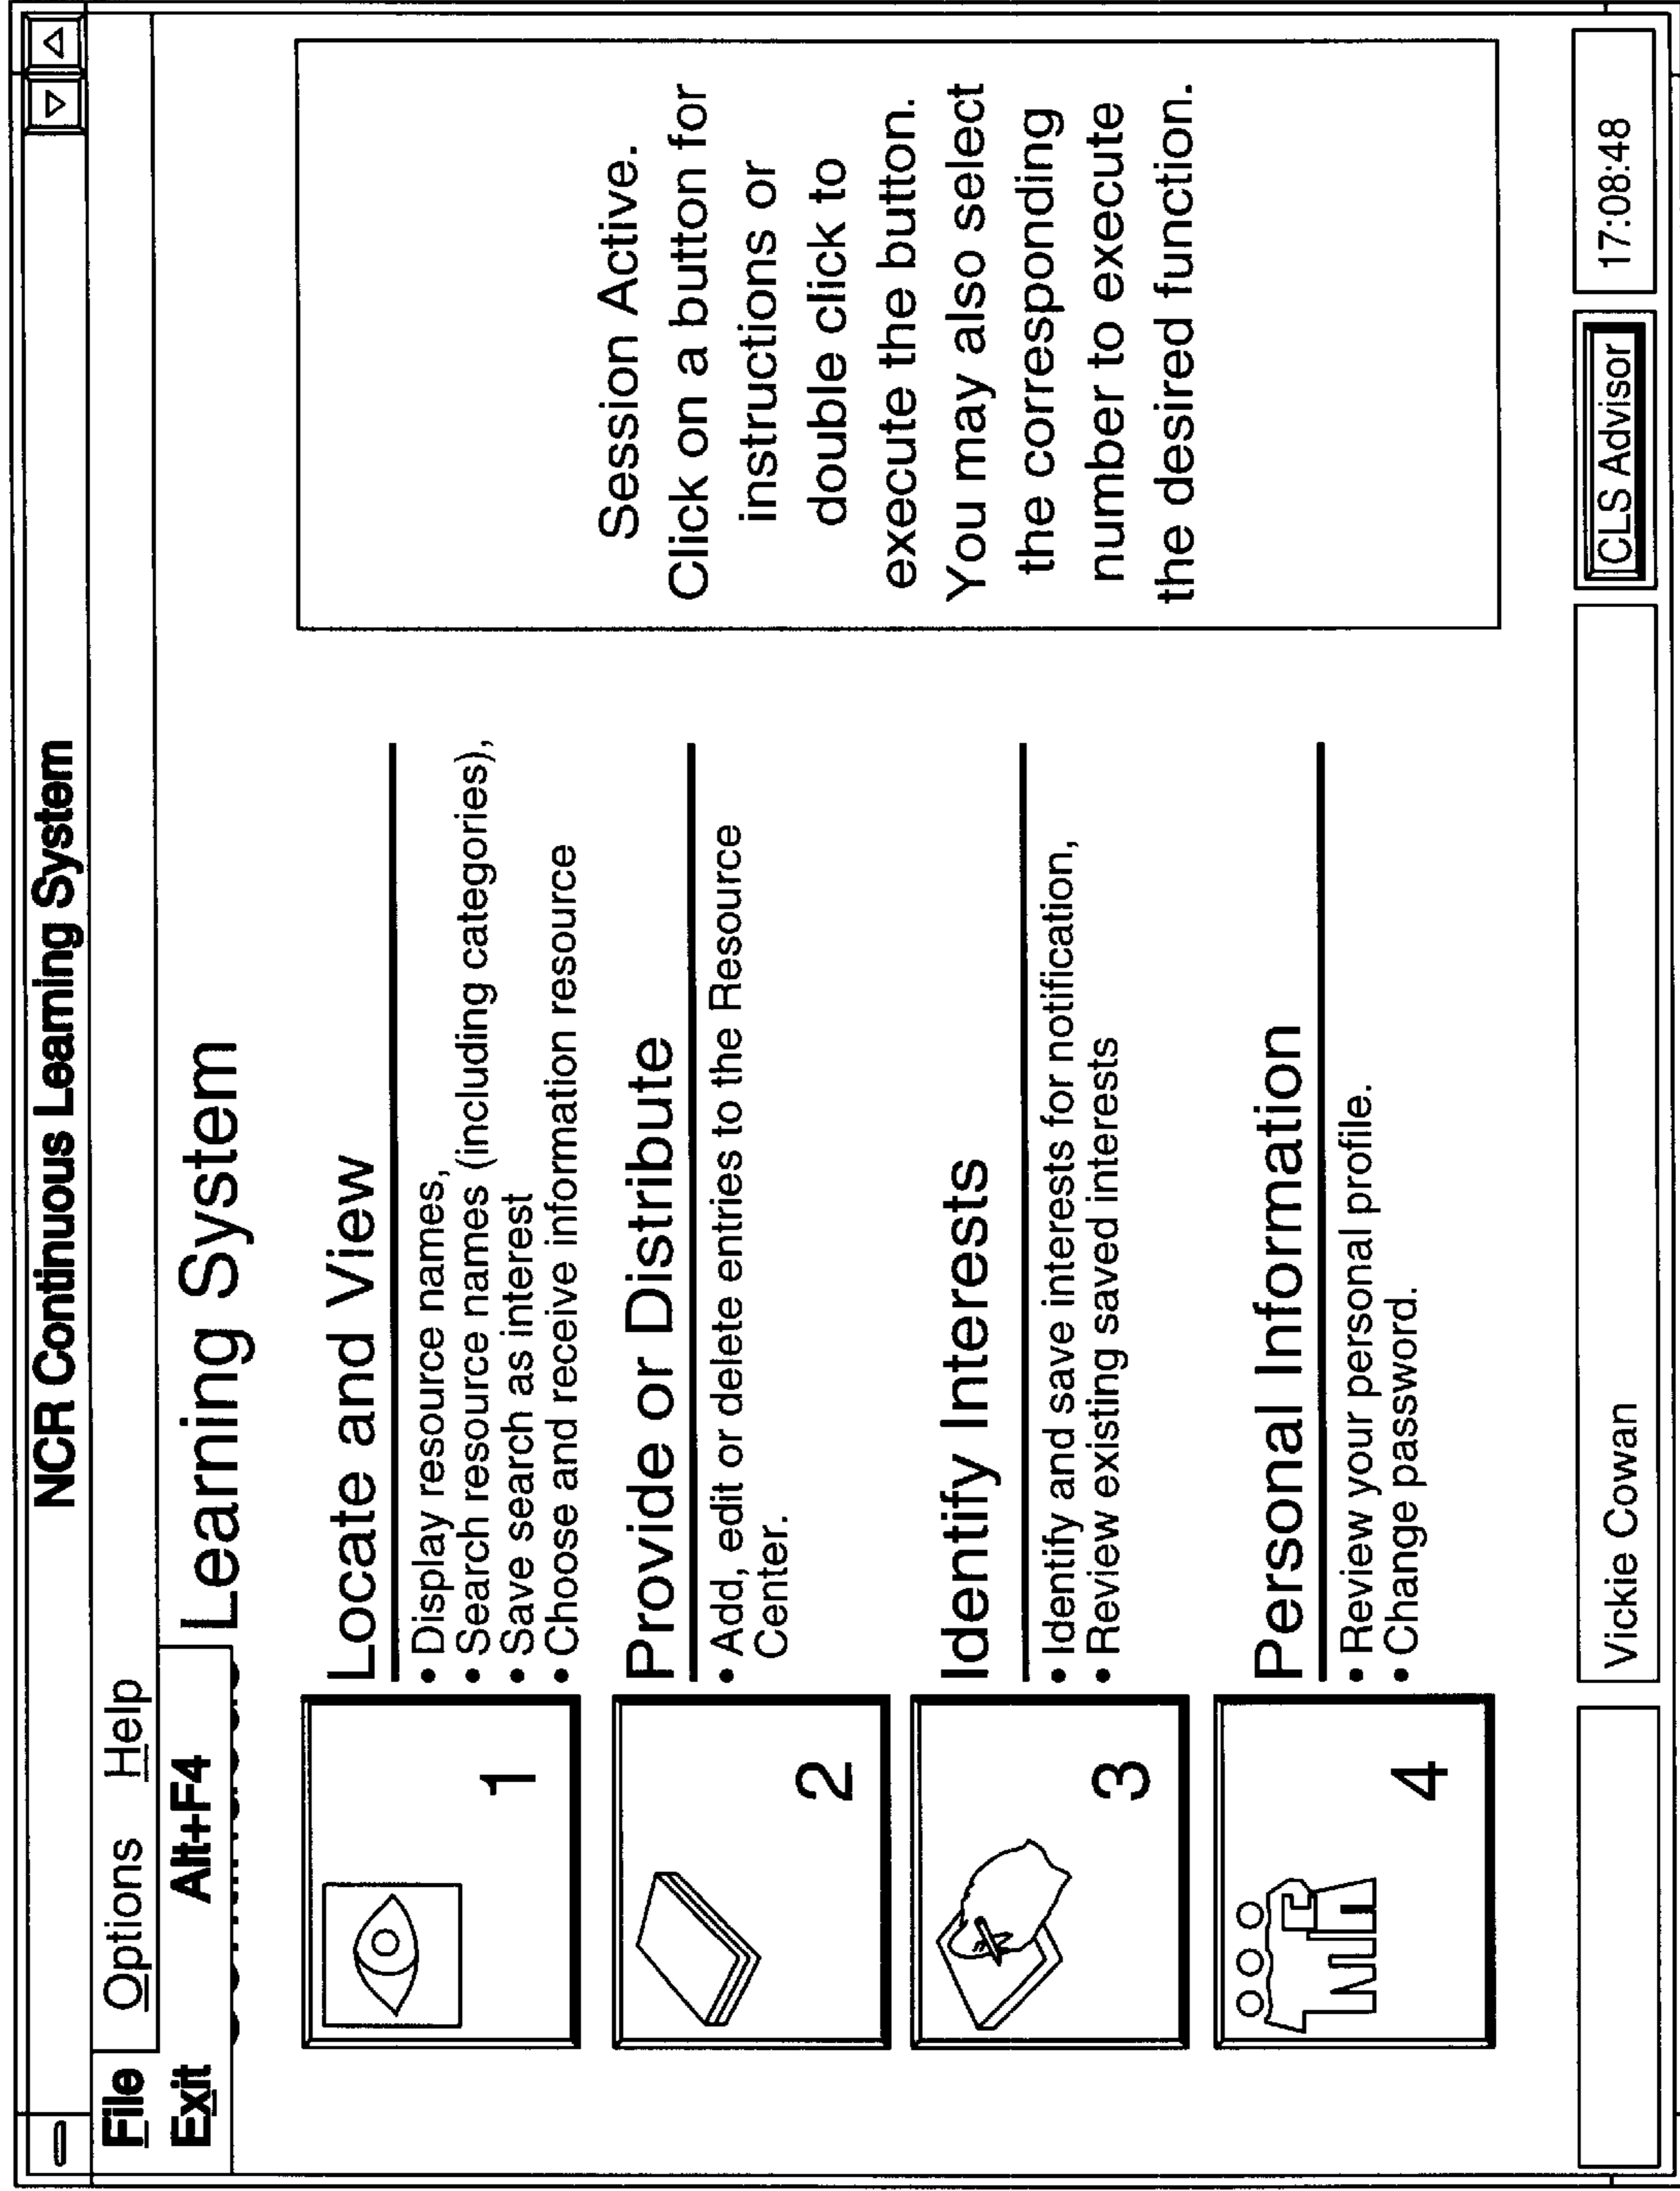 NCR Continuous Learning System
File Options Help
Exit Alt+F4
Learning System
1
Locate and View
• Display resource names,
• Search resource names (including categories),
• Save search as interest
• Choose and receive information resource
2
Provide or Distribute
• Add, edit or delete entries to the Resource
Center.
3
Identify Interests
• Identify and save interests for notification,
• Review existing saved interests
4
Personal Information
• Review your personal profile.
• Change password.
Session Active.
Click on a button for
instructions or
double click to
execute the button.
You may also select
the corresponding
number to execute
the desired function.
Vickie Cowan
CLS Advisor
17:08:48